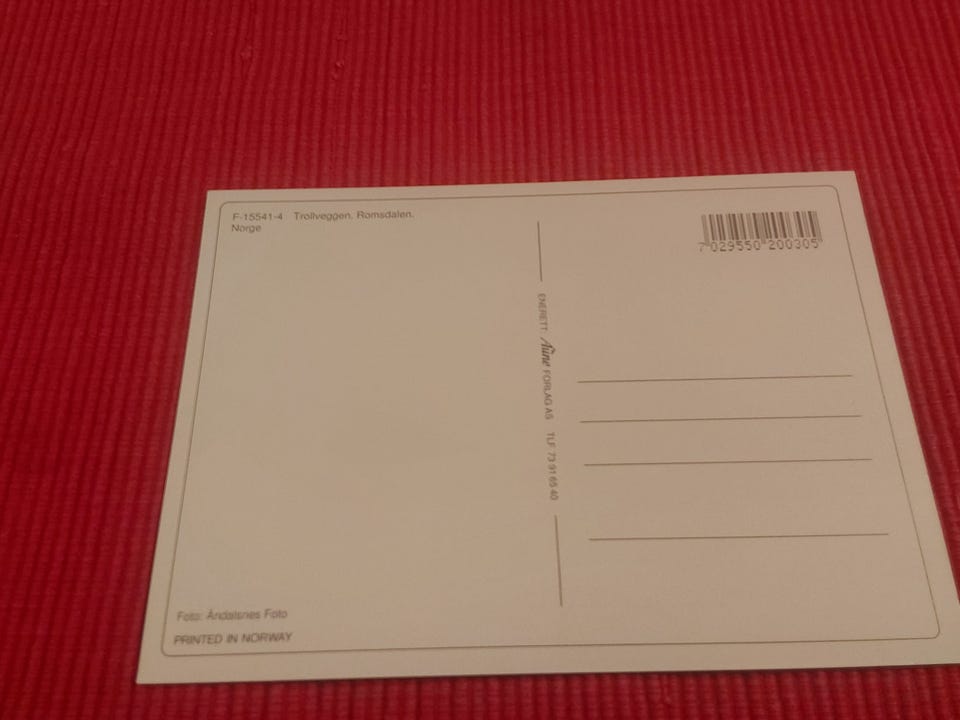 F-15541-4 Trollveggen, Romsdalen.
Norge
7 029550 200305
ENERETT: Aune FORLAG AS TLF. 73 91 65 40
Foto: Åndalsnes Foto
PRINTED IN NORWAY